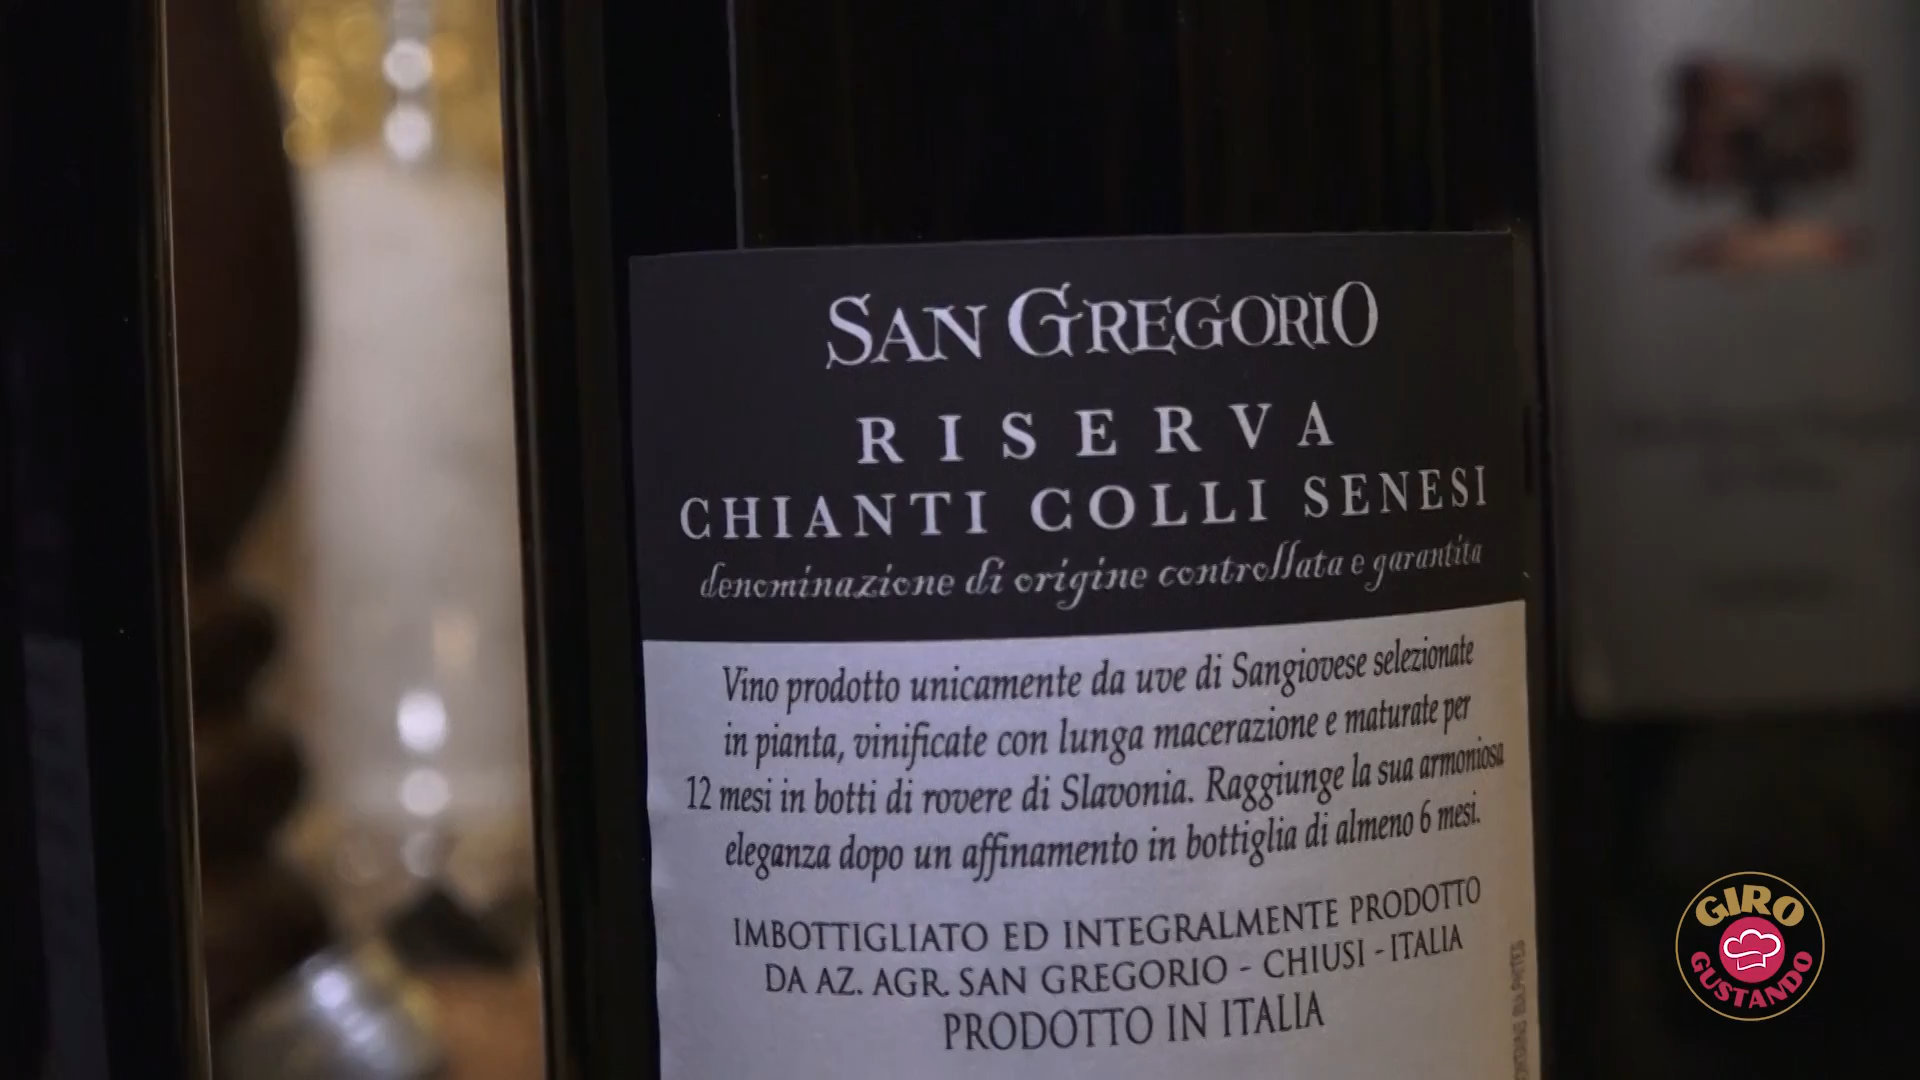 SAN GREGORIO
RISERVA
CHIANTI COLLI SENESI
denominazione di origine controllata e garantita
Vino prodotto unicamente da uve di Sangiovese selezionate
in pianta, vinificate con lunga macerazione e maturate per
12 mesi in botti di rovere di Slavonia. Raggiunge la sua armoniosa
eleganza dopo un affinamento in bottiglia di almeno 6 mesi.
IMBOTTIGLIATO ED INTEGRALMENTE PRODOTTO
DA AZ. AGR. SAN GREGORIO - CHIUSI - ITALIA
PRODOTTO IN ITALIA
GIRO
GUSTANDO